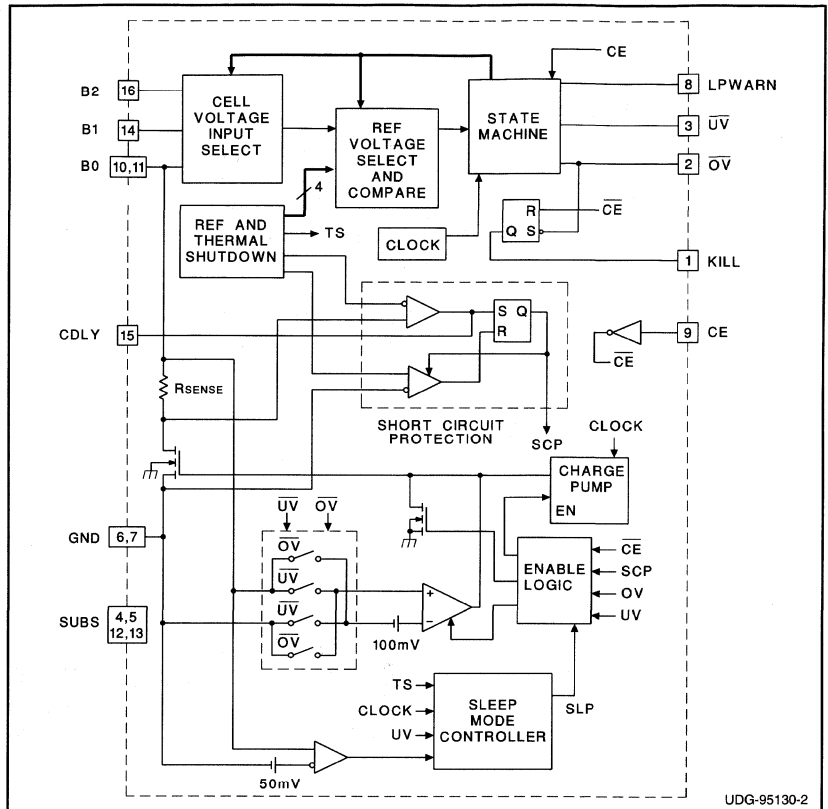 CE
B2
16
CELL
VOLTAGE
INPUT
SELECT
8
LPWARN
B1
14
REF
VOLTAGE
SELECT
AND
COMPARE
STATE
MACHINE
3
UV
B0
10,11
2
OV
4
R
CE
Q
S
REF AND
THERMAL
SHUTDOWN
TS
CLOCK
1
KILL
CDLY
15
S
Q
R
9
CE
CE
RSENSE
SHORT CIRCUIT
PROTECTION
SCP
CLOCK
CHARGE
PUMP
EN
UV
OV
GND
6,7
OV
UV
UV
OV
+
−
100mV
ENABLE
LOGIC
CE
SCP
OV
UV
SUBS
4,5
12,13
TS
CLOCK
UV
SLEEP
MODE
CONTROLLER
SLP
50mV
UDG-95130-2